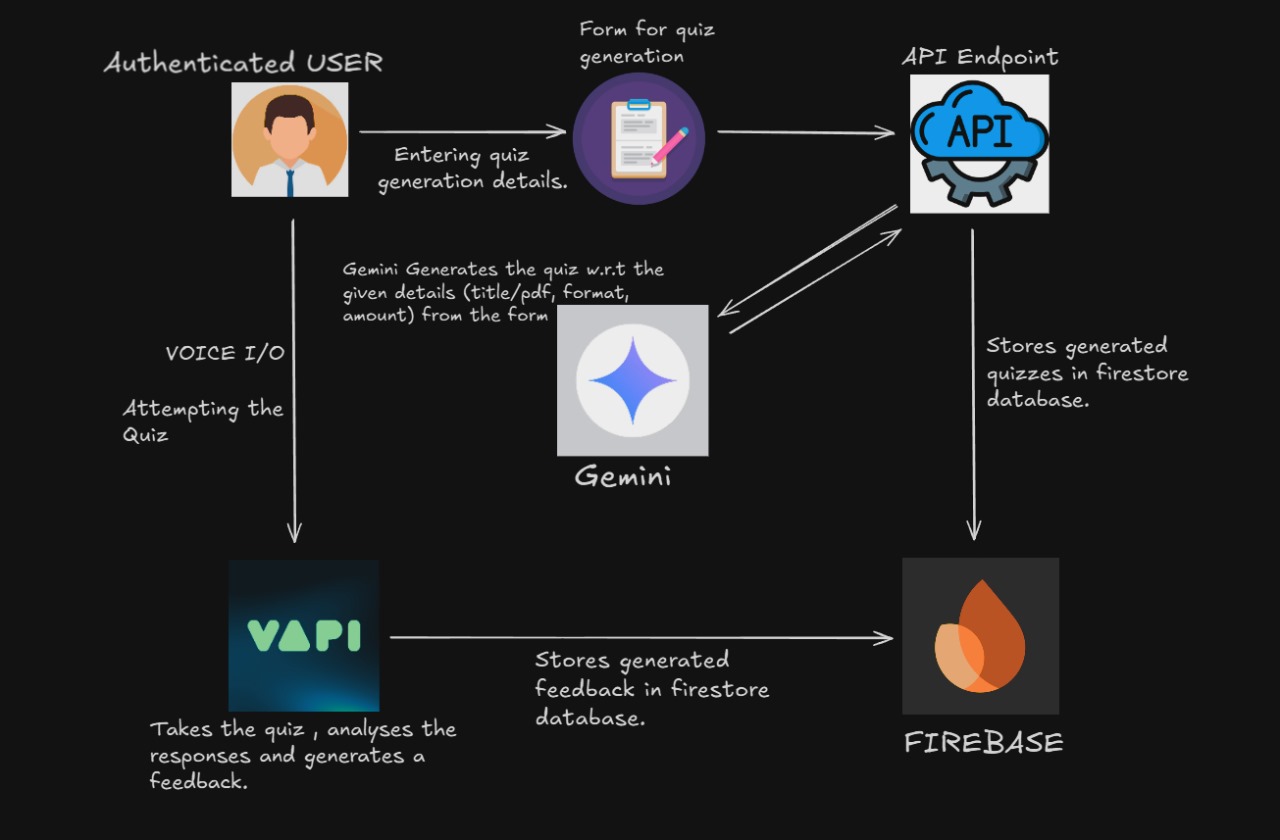 Form for quiz
generation
Authenticated USER
API Endpoint
API
Entering quiz
generation details.
Gemini Generates the quiz w.r.t the
given details (title/pdf, format,
amount) from the form
VOICE I/O
Attempting the
Quiz
Stores generated
quizzes in firestore
database.
Gemini
VAPI
Stores generated
feedback in firestore
database.
Takes the quiz , analyses the
responses and generates a
feedback.
FIREBASE